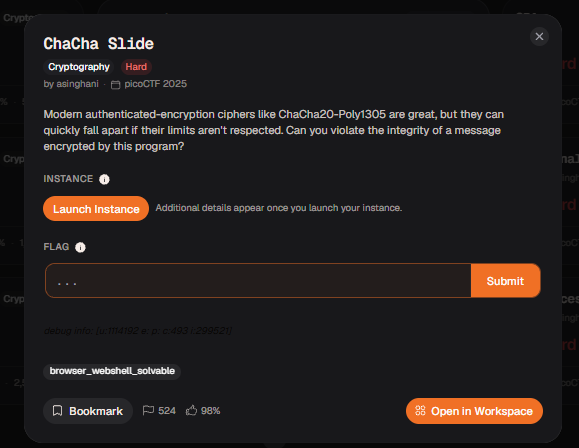 ChaCha Slide
Cryptography Hard
by asinghani · picoCTF 2025
Modern authenticated-encryption ciphers like ChaCha20-Poly1305 are great, but they can
quickly fall apart if their limits aren't respected. Can you violate the integrity of a message
encrypted by this program?
INSTANCE
Launch Instance Additional details appear once you launch your instance.
FLAG
...
Submit
browser_webshell_solvable
Bookmark 524 98% Open in Workspace